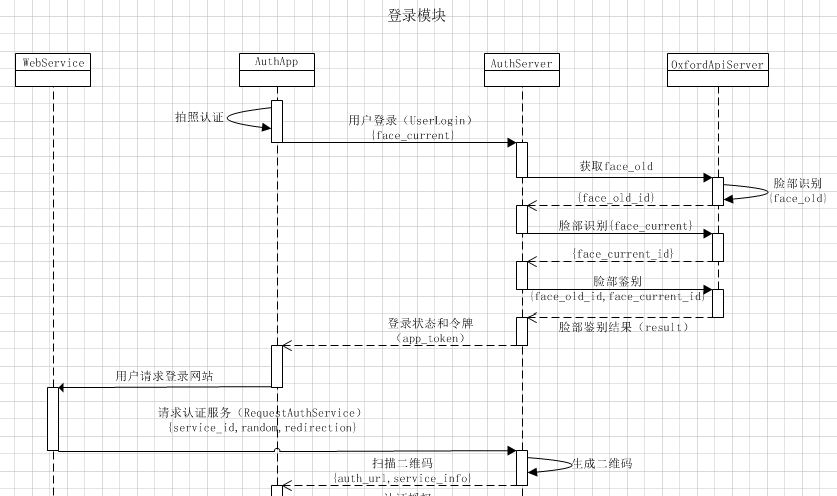 登录模块
WebService
AuthApp
AuthServer
OxfordApiServer
拍照认证
用户登录（UserLogin）
{face_current}
获取face_old
脸部识别
{face_old}
{face_old_id}
脸部识别{face_current}
{face_current_id}
脸部鉴别
{face_old_id,face_current_id}
脸部鉴别结果（result）
登录状态和令牌
（app_token）
用户请求登录网站
请求认证服务（RequestAuthService）
{service_id,random,redirection}
扫描二维码
{auth_url,service_info}
生成二维码